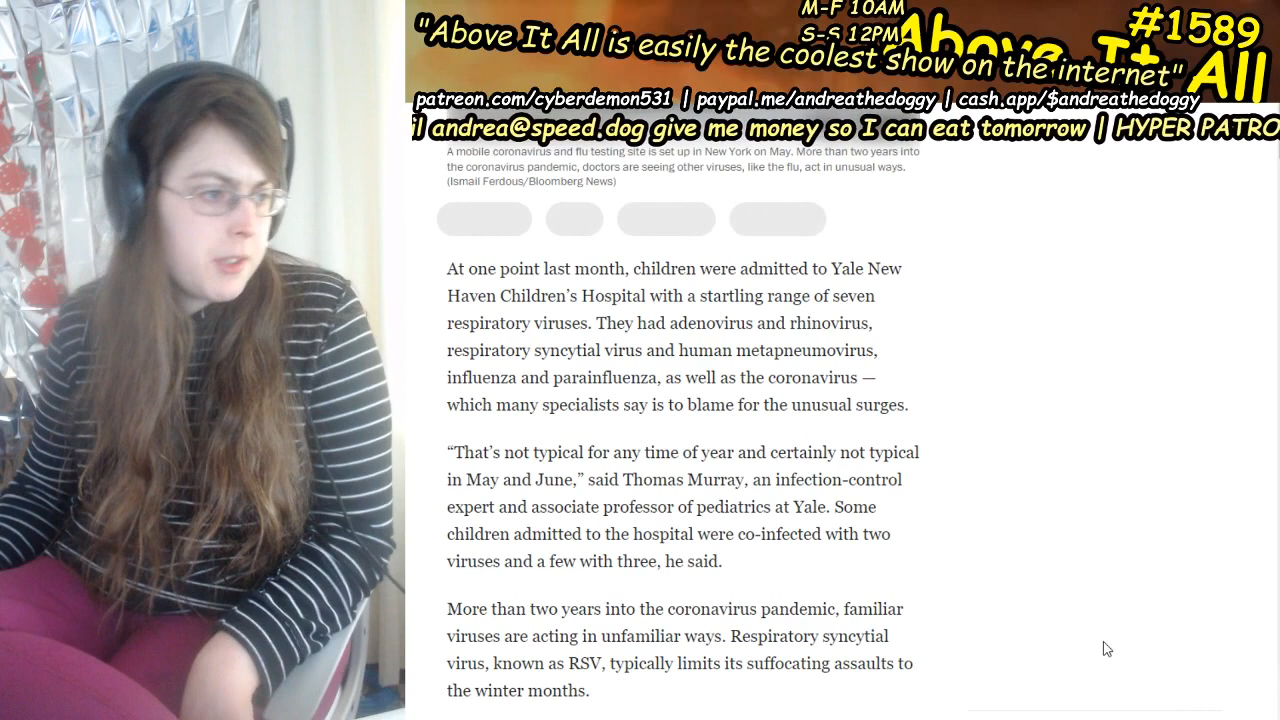 M-F 10AM
S-S 12PM
#1589
Above It All
"Above It All is easily the coolest show on the internet"
patreon.com/cyberdemon531 | paypal.me/andreathedoggy | cash.app/$andreathedoggy
andrea@speed.dog give me money so I can eat tomorrow | HYPER
A mobile coronavirus and flu testing site is set up in New York on May. More than two years into
the coronavirus pandemic, doctors are seeing other viruses, like the flu, act in unusual ways.
(Ismail Ferdous/Bloomberg News)
At one point last month, children were admitted to Yale New
Haven Children’s Hospital with a startling range of seven
respiratory viruses. They had adenovirus and rhinovirus,
respiratory syncytial virus and human metapneumovirus,
influenza and parainfluenza, as well as the coronavirus —
which many specialists say is to blame for the unusual surges.
“That’s not typical for any time of year and certainly not typical
in May and June,” said Thomas Murray, an infection-control
expert and associate professor of pediatrics at Yale. Some
children admitted to the hospital were co-infected with two
viruses and a few with three, he said.
More than two years into the coronavirus pandemic, familiar
viruses are acting in unfamiliar ways. Respiratory syncytial
virus, known as RSV, typically limits its suffocating assaults to
the winter months.